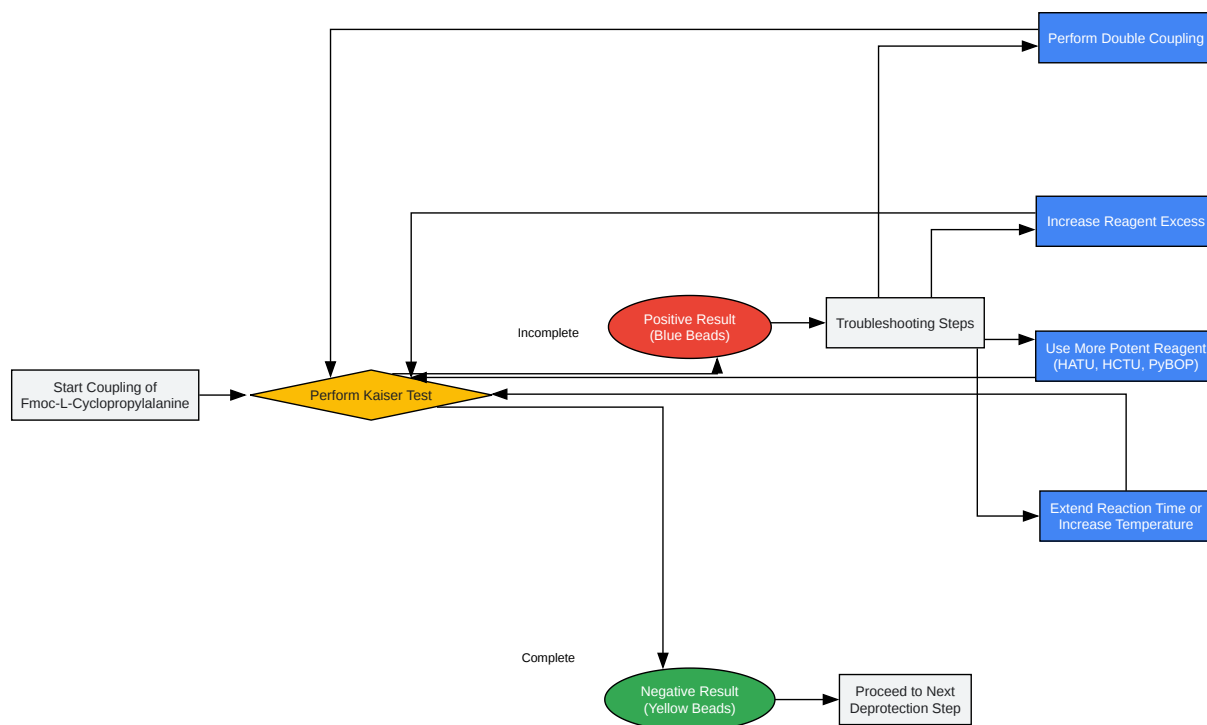 Perform Double Coupling
Increase Reagent Excess
Positive Result
(Blue Beads)
Incomplete
Troubleshooting Steps
Use More Potent Reagent
(HATU, HCTU, PyBOP)
Start Coupling of
Fmoc-L-Cyclopropylalanine
Perform Kaiser Test
Extend Reaction Time or
Increase Temperature
Complete
Negative Result
(Yellow Beads)
Proceed to Next
Deprotection Step